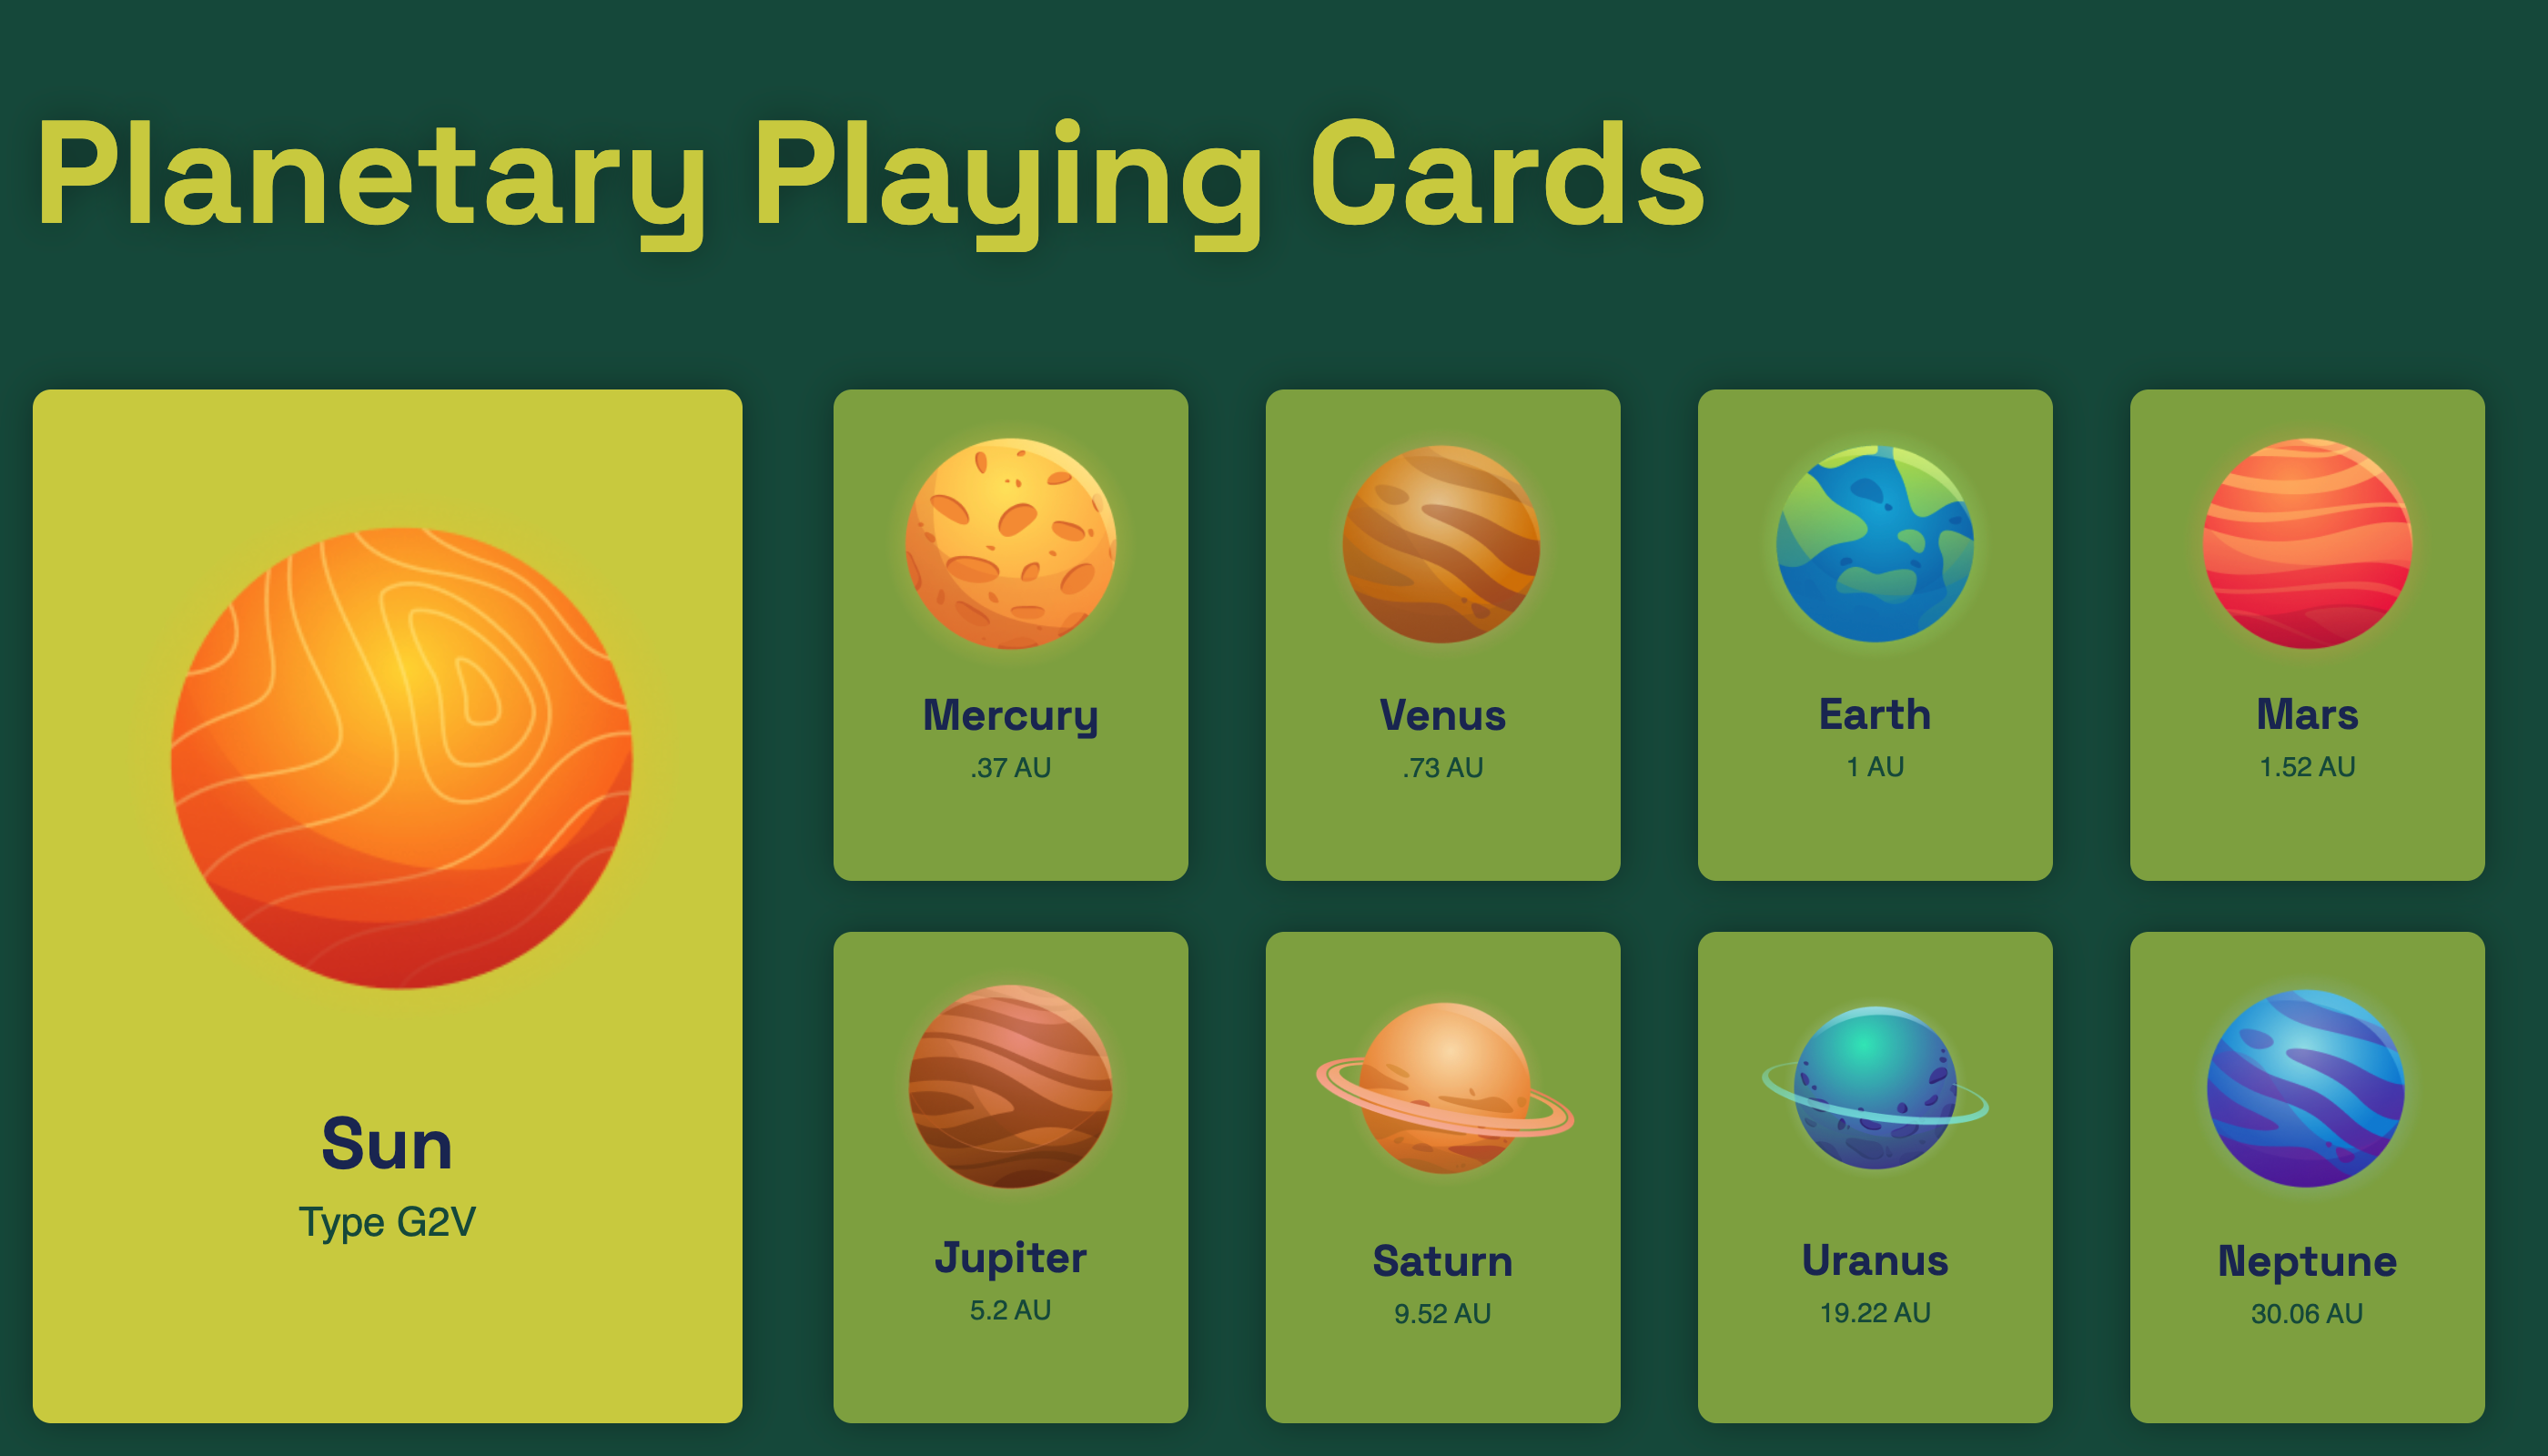 Planetary Playing Cards
Sun
Type G2V
Mercury
.37 AU
Venus
.73 AU
Earth
1 AU
Mars
1.52 AU
Jupiter
5.2 AU
Saturn
9.52 AU
Uranus
19.22 AU
Neptune
30.06 AU